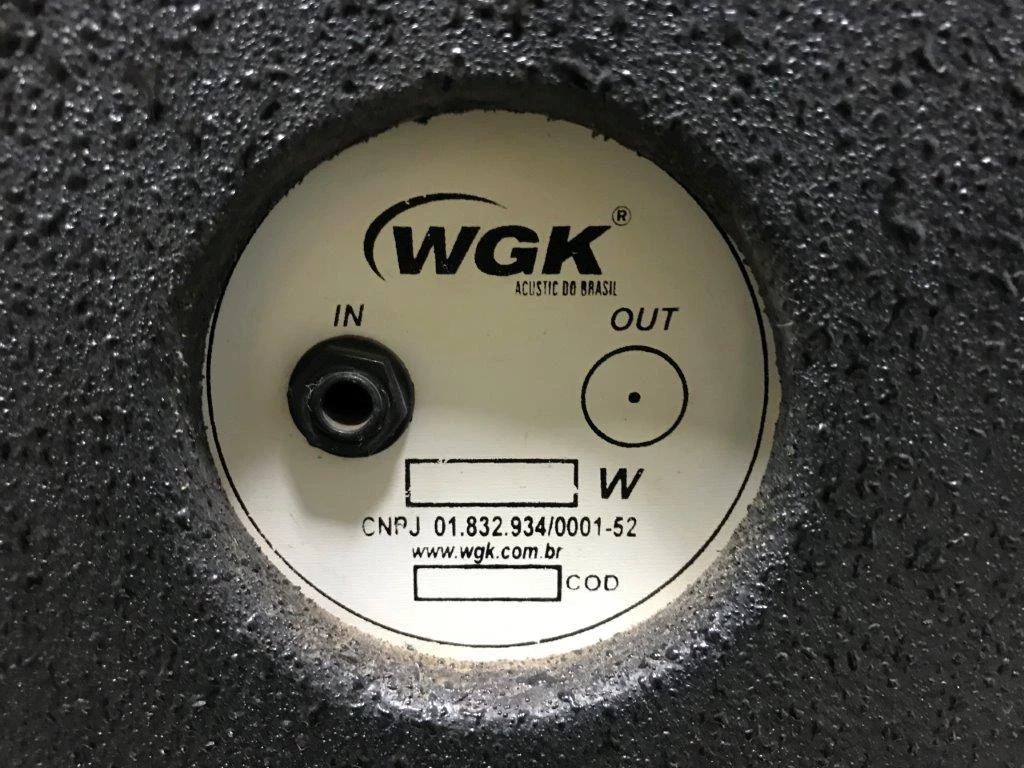 WGK®
ACUSTIC DO BRASIL
IN OUT
W
CNPJ 01.832.934/0001-52
www.wgk.com.br
COD